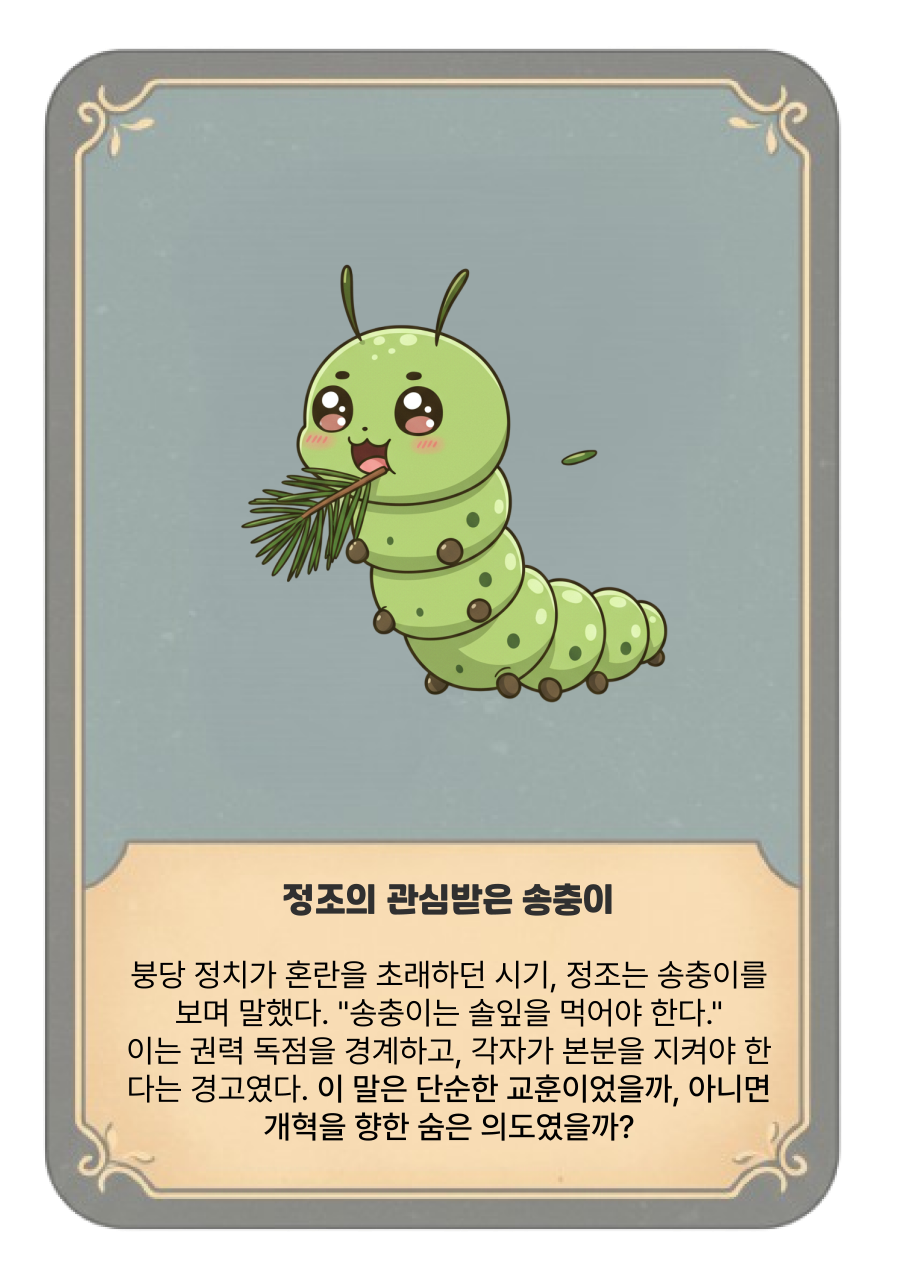 정조의 관심받은 송충이
붕당 정치가 혼란을 초래하던 시기, 정조는 송충이를
보며 말했다. "송충이는 솔잎을 먹어야 한다."
이는 권력 독점을 경계하고, 각자가 본분을 지켜야 한
다는 경고였다. 이 말은 단순한 교훈이었을까, 아니면
개혁을 향한 숨은 의도였을까?